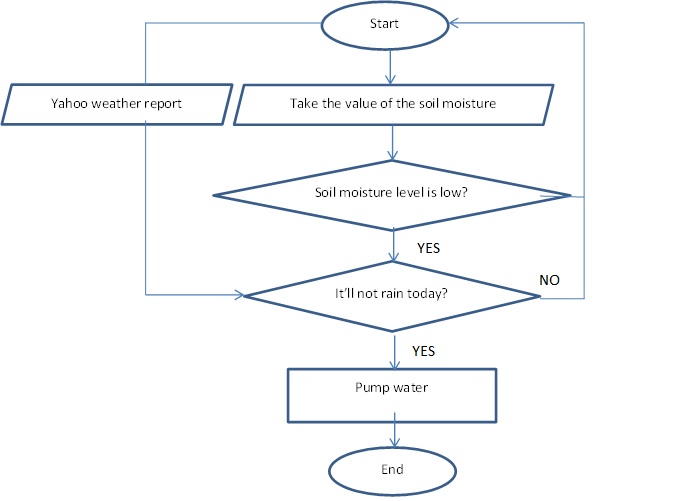 Start
Yahoo weather report
Take the value of the soil moisture
Soil moisture level is low?
YES
It'll not rain today?
NO
YES
Pump water
End